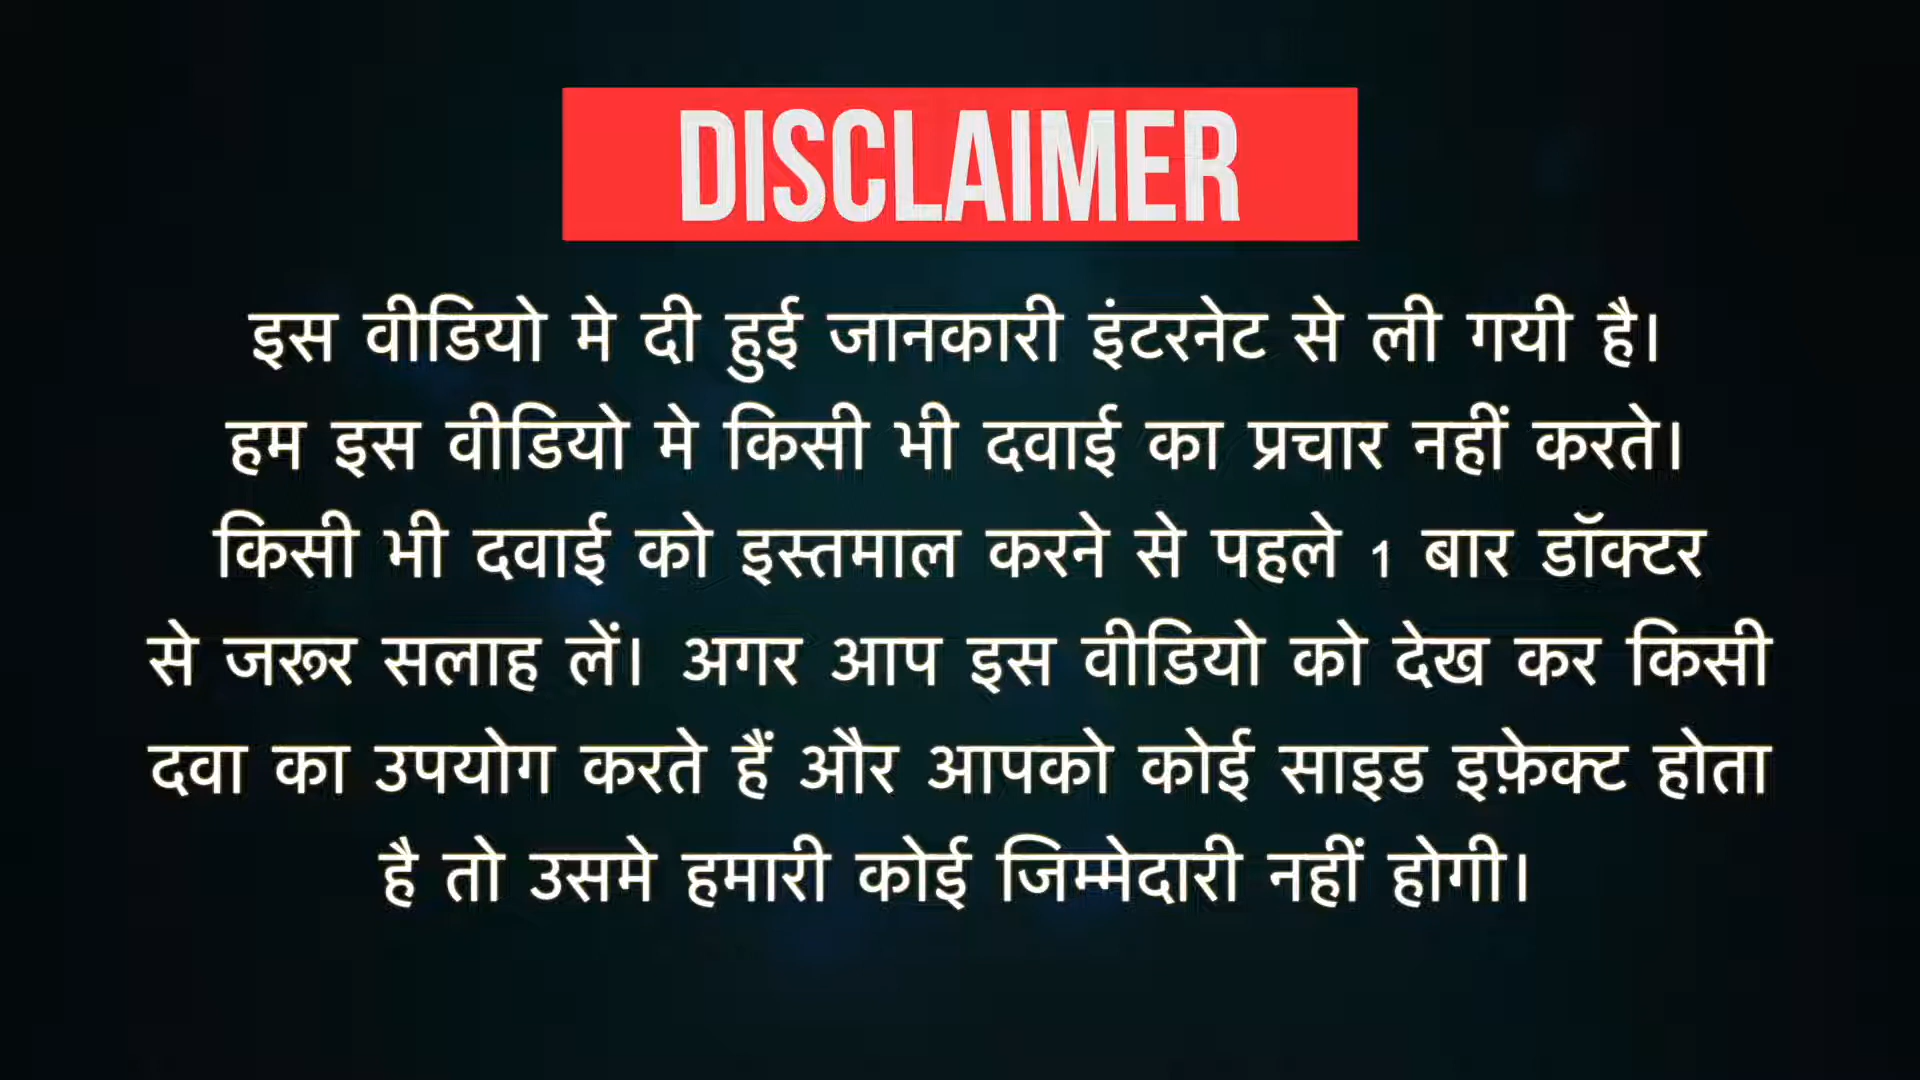 DISCLAIMER
इस वीडियो मे दी हुई जानकारी इंटरनेट से ली गयी है।
हम इस वीडियो मे किसी भी दवाई का प्रचार नहीं करते।
किसी भी दवाई को इस्तमाल करने से पहले 1 बार डॉक्टर
से जरूर सलाह लें। अगर आप इस वीडियो को देख कर किसी
दवा का उपयोग करते हैं और आपको कोई साइड इफ़ेक्ट होता
है तो उसमे हमारी कोई जिम्मेदारी नहीं होगी।